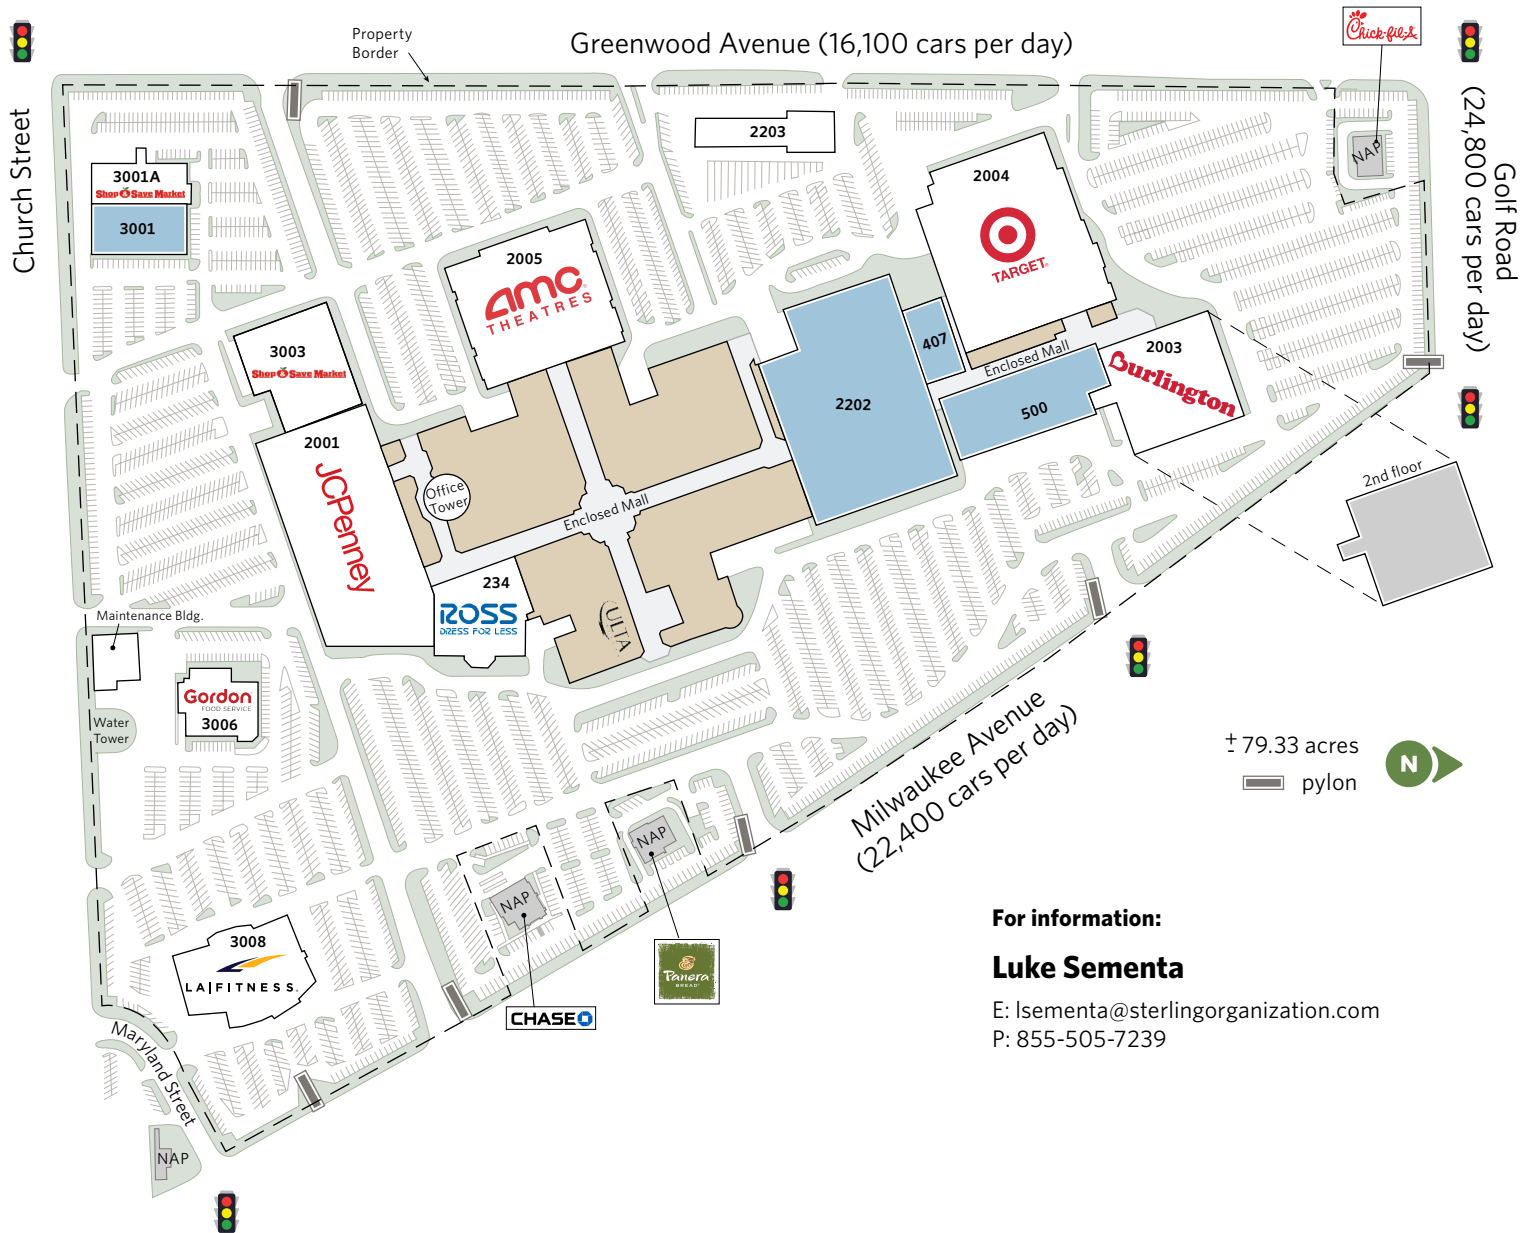 Chick-fil-A
Property
Border
Greenwood Avenue (16,100 cars per day)
Church Street
Golf Road
(24,800 cars per day)
NAP
2203
3001A
Shop & Save Market
3001
2004
TARGET
2005
AMC
THEATRES
407
Enclosed Mall
2003
Burlington
3003
Shop & Save Market
2202
500
2001
JCPenney
Office
Tower
Enclosed Mall
2nd floor
234
ROSS
DRESS FOR LESS
ULTA
Maintenance Bldg.
Gordon
FOOD SERVICE
3006
Water
Tower
Milwaukee Avenue
(22,400 cars per day)
± 79.33 acres
N
pylon
NAP
NAP
3008
LA|FITNESS
Panera
BREAD
CHASE
Maryland Street
NAP
For information:
Luke Sementa
E: lsementa@sterlingorganization.com
P: 855-505-7239